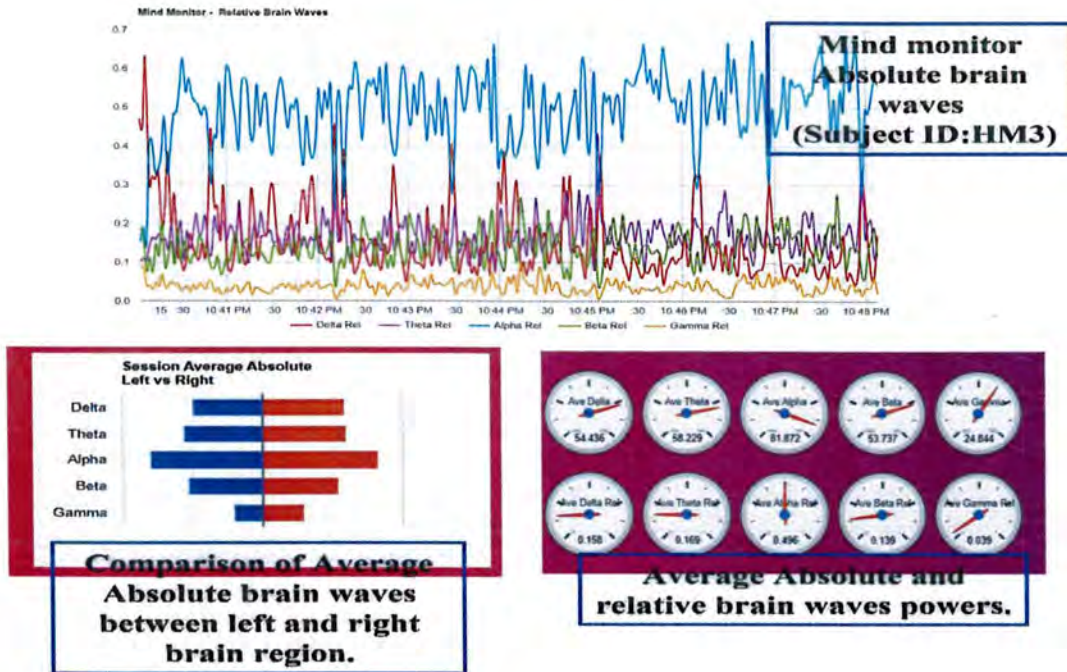 Mind Monitor - Relative Brain Waves
0.7
0.6
0.5
0.4
0.3
0.2
0.1
0.0
15 :30 10:41 PM :30 10:42 PM :30 10:43 PM :30 10:44 PM :30 10:45 PM :30 10:46 PM :30 10:47 PM :30 10:48 PM
Delta Rel Theta Rel Alpha Rel Beta Rel Gamma Rel
Mind monitor
Absolute brain
waves
(Subject ID:HM3)
Session Average Absolute
Left vs Right
Delta
Theta
Alpha
Beta
Gamma
Comparison of Average
Absolute brain waves
between left and right
brain region.
Ave Delta Ave Theta Ave Alpha Ave Beta Ave Gamma
54.436 58.229 81.872 53.737 24.844
Ave Delta Rel Ave Theta Rel Ave Alpha Rel Ave Beta Rel Ave Gamma Rel
0.158 0.169 0.496 0.139 0.039
Average Absolute and
relative brain waves powers.